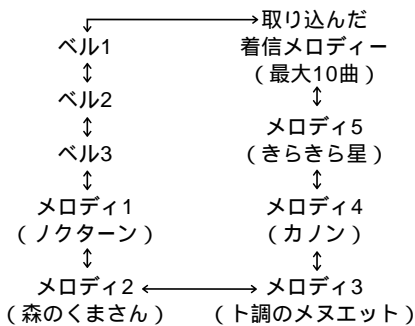 ベル1
ベル2
ベル3
メロディ1
（ノクターン）
メロディ2
（森のくまさん）
メロディ3
（ト調のメヌエット）
メロディ4
（カノン）
メロディ5
（きらきら星）
取り込んだ
着信メロディー
（最大10曲）